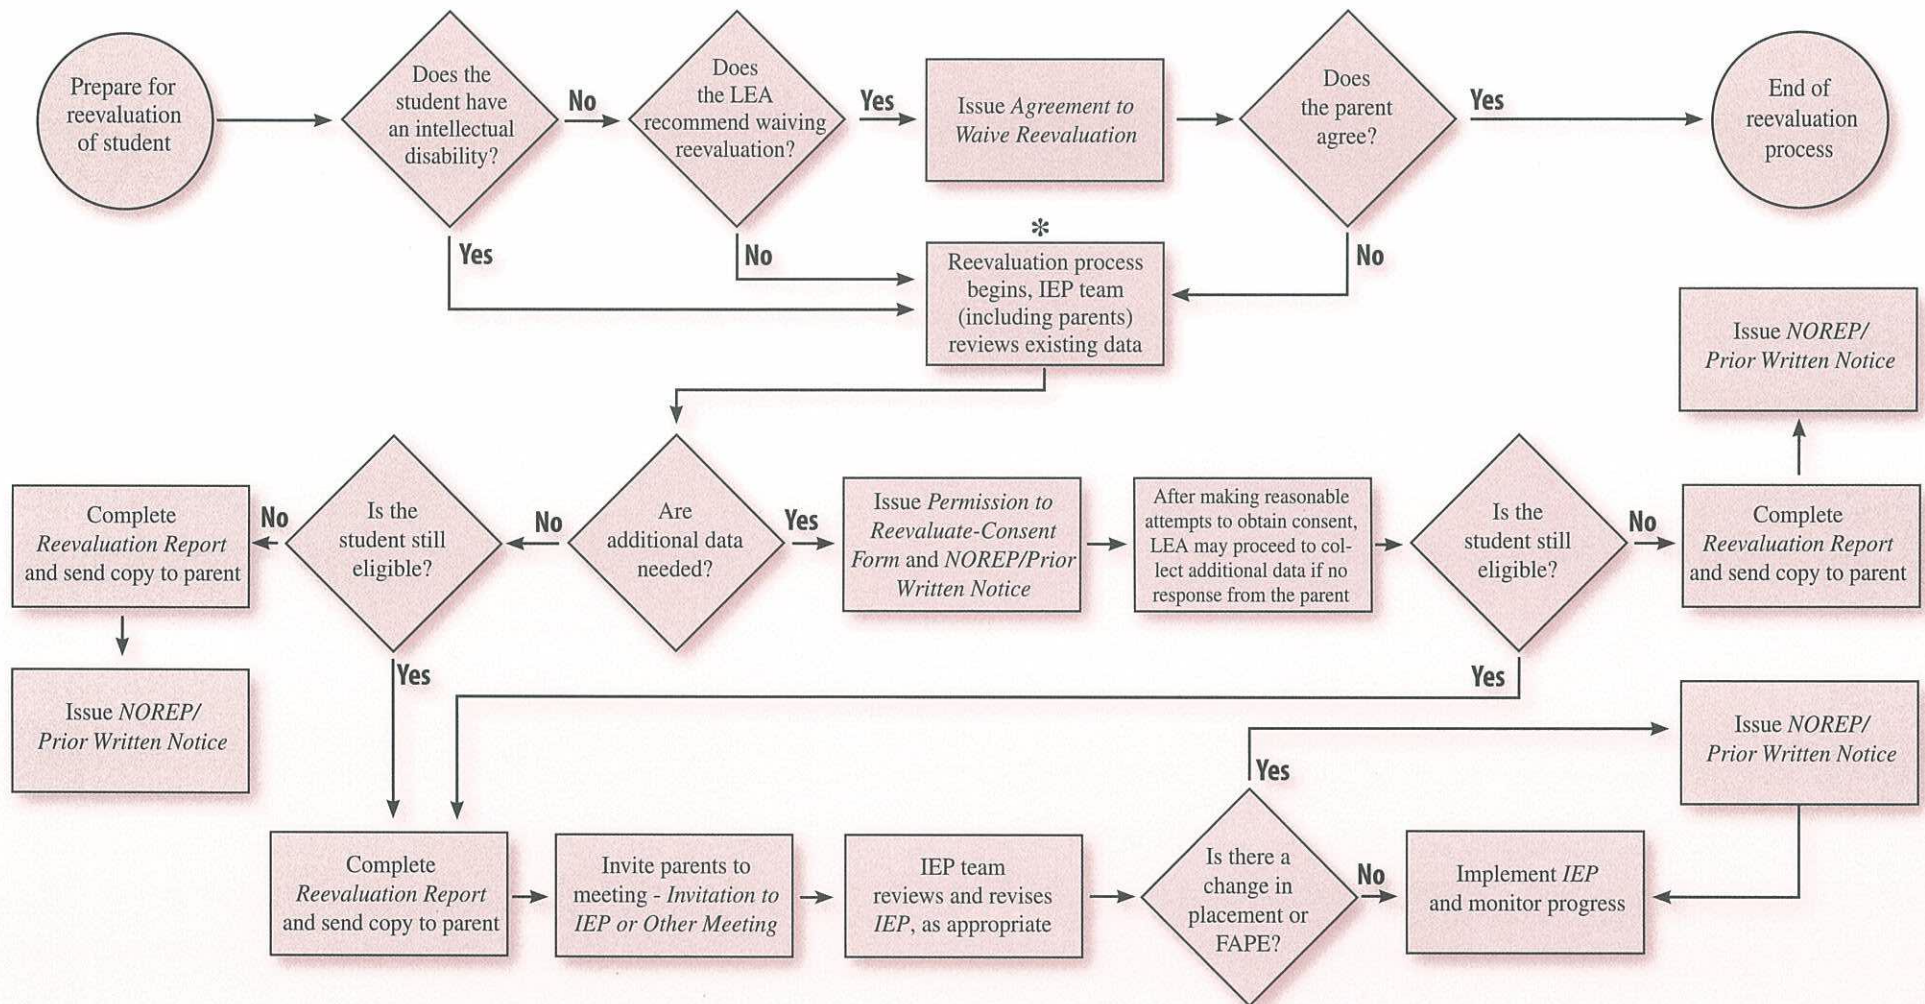 Prepare for
reevaluation
of student
Does the
student have
an intellectual
disability?
No
Yes
Does
the LEA
recommend waiving
reevaluation?
Yes
No
Issue Agreement to
Waive Reevaluation
Does
the parent
agree?
Yes
No
End of
reevaluation
process
*
Reevaluation process
begins, IEP team
(including parents)
reviews existing data
Are
additional data
needed?
No
Yes
Is the
student still
eligible?
No
Yes
Complete
Reevaluation Report
and send copy to parent
Issue NOREP/
Prior Written Notice
Issue Permission to
Reevaluate-Consent
Form and NOREP/Prior
Written Notice
After making reasonable
attempts to obtain consent,
LEA may proceed to col-
lect additional data if no
response from the parent
Is the
student still
eligible?
No
Yes
Complete
Reevaluation Report
and send copy to parent
Issue NOREP/
Prior Written Notice
Complete
Reevaluation Report
and send copy to parent
Invite parents to
meeting - Invitation to
IEP or Other Meeting
IEP team
reviews and revises
IEP, as appropriate
Is there a
change in
placement or
FAPE?
Yes
No
Issue NOREP/
Prior Written Notice
Implement IEP
and monitor progress